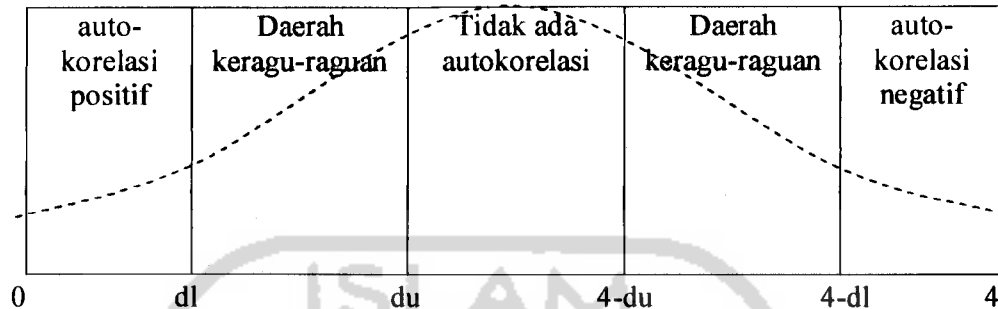 auto-
korelasi
positif
Daerah
keragu-raguan
Tidak ada
autokorelasi
Daerah
keragu-raguan
auto-
korelasi
negatif
0 dl du 4-du 4-dl 4
ISLAM